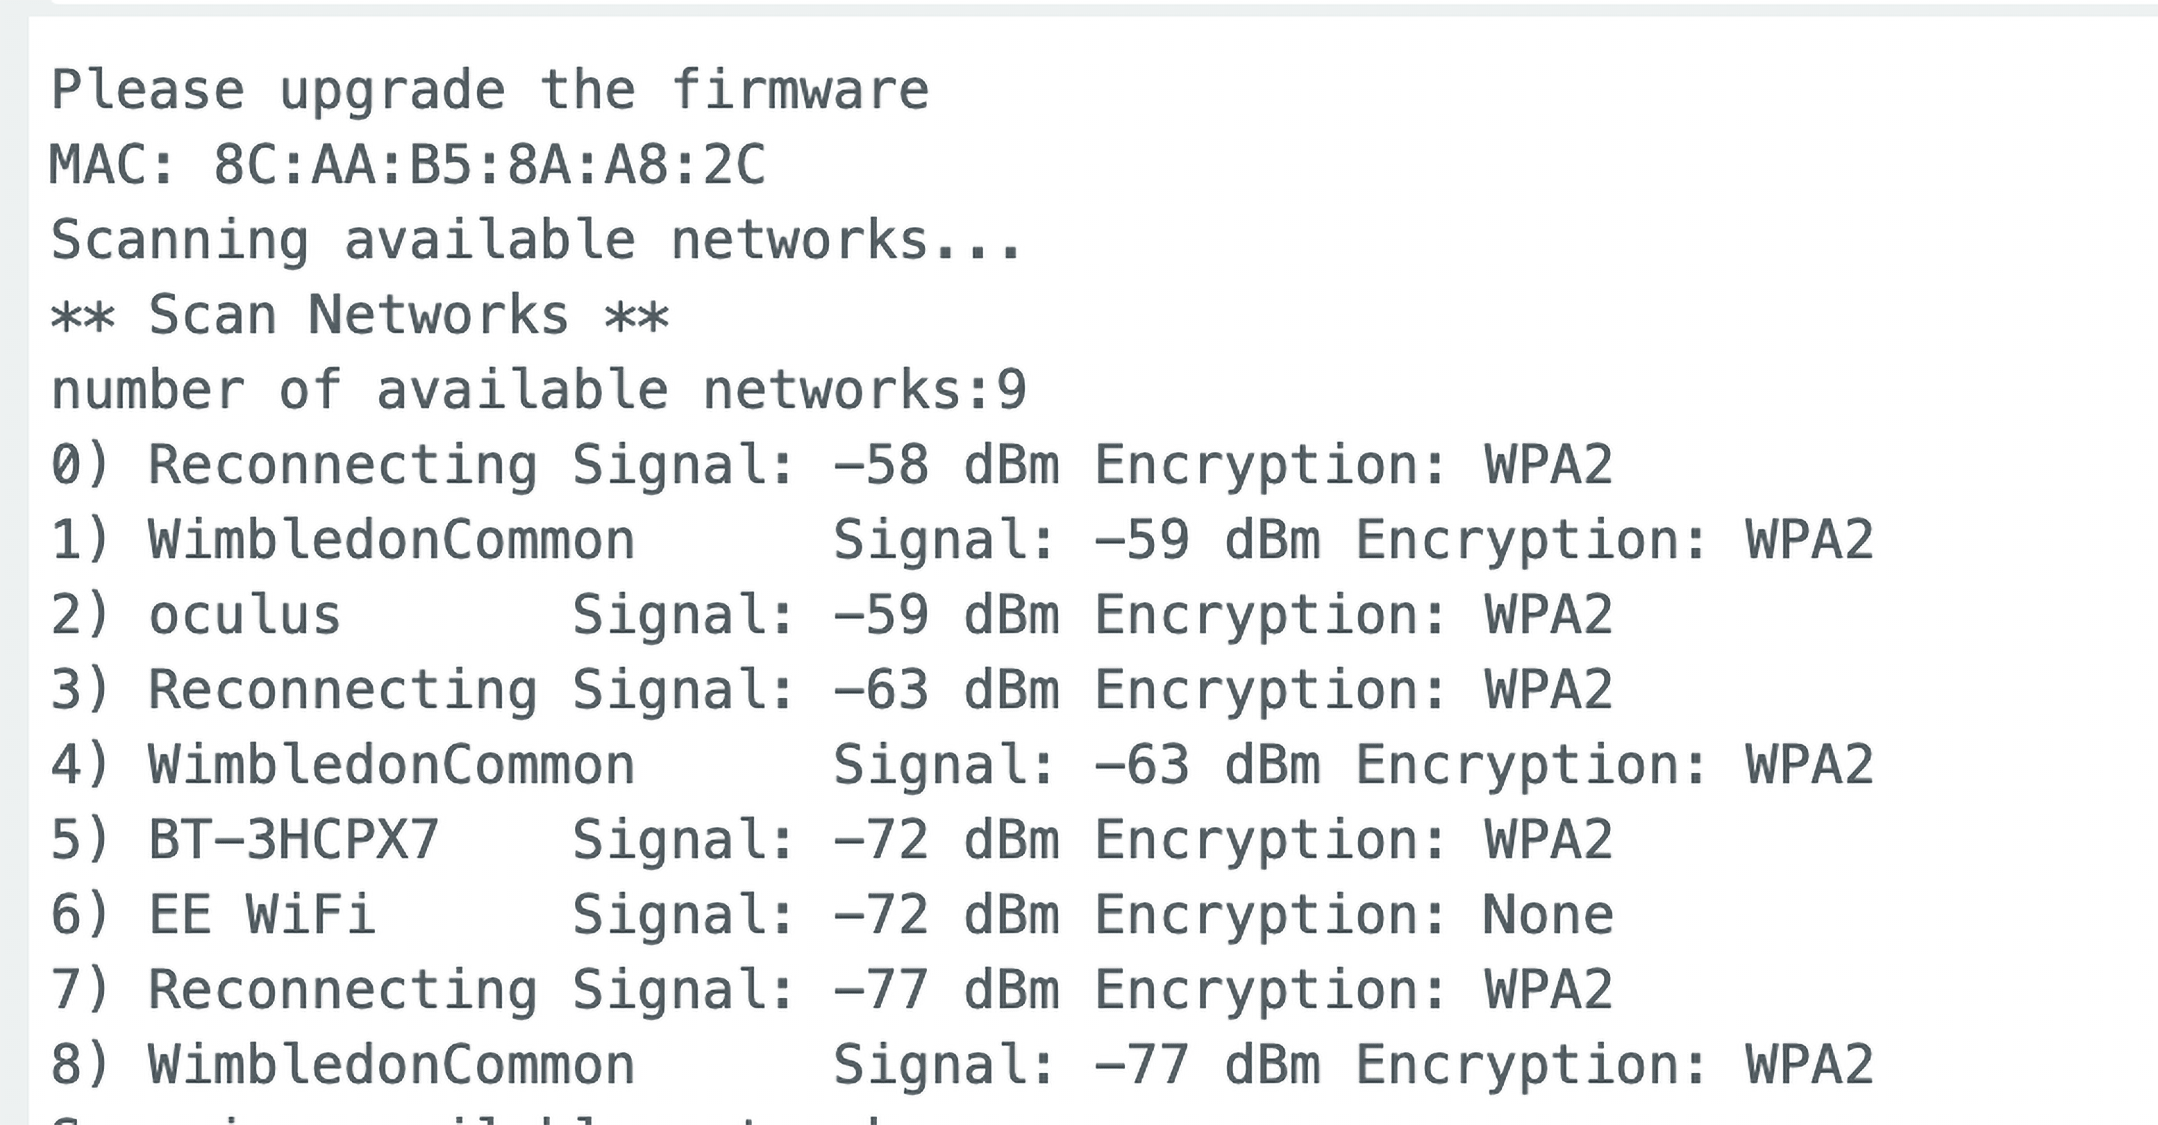 Please upgrade the firmware
MAC: 8C:AA:B5:8A:A8:2C
Scanning available networks...
** Scan Networks **
number of available networks:9
0) Reconnecting Signal: -58 dBm Encryption: WPA2
1) WimbledonCommon      Signal: -59 dBm Encryption: WPA2
2) oculus       Signal: -59 dBm Encryption: WPA2
3) Reconnecting Signal: -63 dBm Encryption: WPA2
4) WimbledonCommon      Signal: -63 dBm Encryption: WPA2
5) BT-3HCPX7    Signal: -72 dBm Encryption: WPA2
6) EE WiFi      Signal: -72 dBm Encryption: None
7) Reconnecting Signal: -77 dBm Encryption: WPA2
8) WimbledonCommon      Signal: -77 dBm Encryption: WPA2